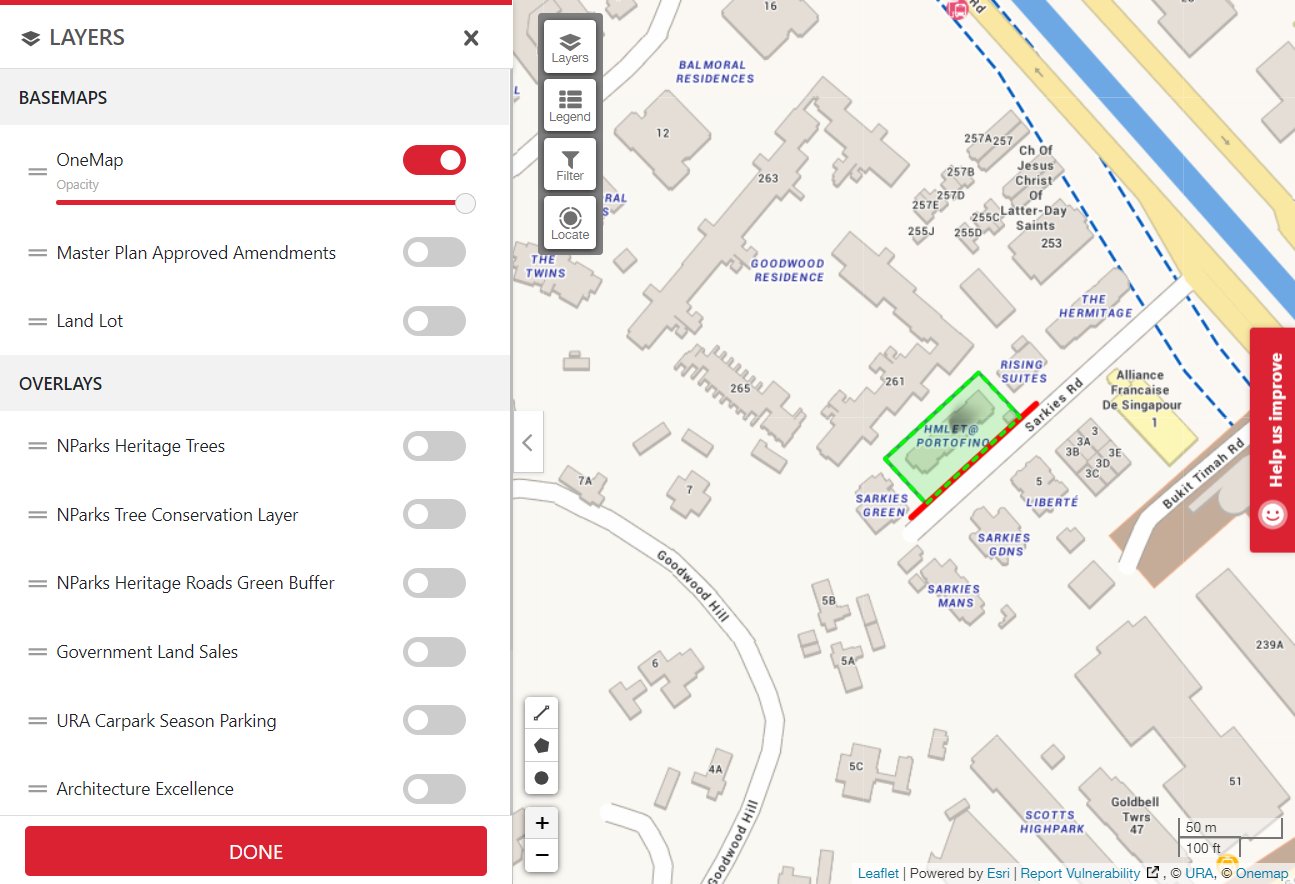 LAYERS
BASEMAPS
OneMap
Opacity
Master Plan Approved Amendments
Land Lot
OVERLAYS
NParks Heritage Trees
NParks Tree Conservation Layer
NParks Heritage Roads Green Buffer
Government Land Sales
URA Carpark Season Parking
Architecture Excellence
DONE
Layers
Legend
Filter
Locate
16
Rd
BALMORAL
RESIDENCES
12
263
257A
257
257B
257D
257E
255C
255J
255D
Ch Of
Jesus
Christ
Of
Latter-Day
Saints
253
RAL
S
THE
TWINS
GOODWOOD
RESIDENCE
THE
HERMITAGE
RISING
SUITES
265
261
Sarkies Rd
Alliance
Francaise
De Singapour
1
HMLET@
PORTOFINO
3
3A
3B
3E
3D
3C
Bukit Timah Rd
Help us improve
7A
7
SARKIES
GREEN
5
LIBERTÉ
SARKIES
GDNS
SARKIES
MANS
Goodwood Hill
5B
5A
6
239A
4A
5C
51
Goldbell
Twrs
47
SCOTTS
HIGHPARK
Goodwood Hill
+
−
50 m
100 ft
Leaflet | Powered by Esri | Report Vulnerability , © URA, © Onemap